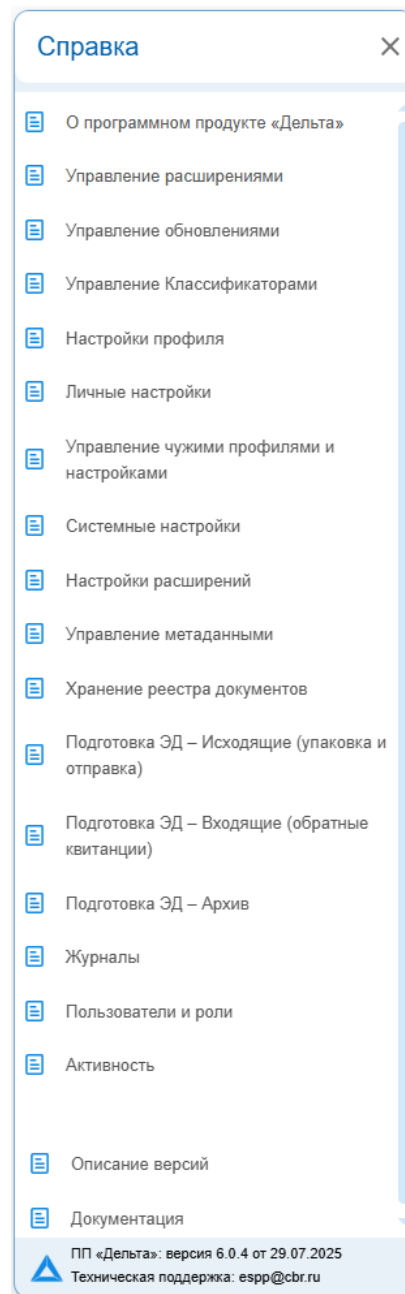 Справка
О программном продукте «Дельта»
Управление расширениями
Управление обновлениями
Управление Классификаторами
Настройки профиля
Личные настройки
Управление чужими профилями и
настройками
Системные настройки
Настройки расширений
Управление метаданными
Хранение реестра документов
Подготовка ЭД – Исходящие (упаковка и
отправка)
Подготовка ЭД – Входящие (обратные
квитанции)
Подготовка ЭД – Архив
Журналы
Пользователи и роли
Активность
Описание версий
Документация
ПП «Дельта»: версия 6.0.4 от 29.07.2025
Техническая поддержка: espp@cbr.ru